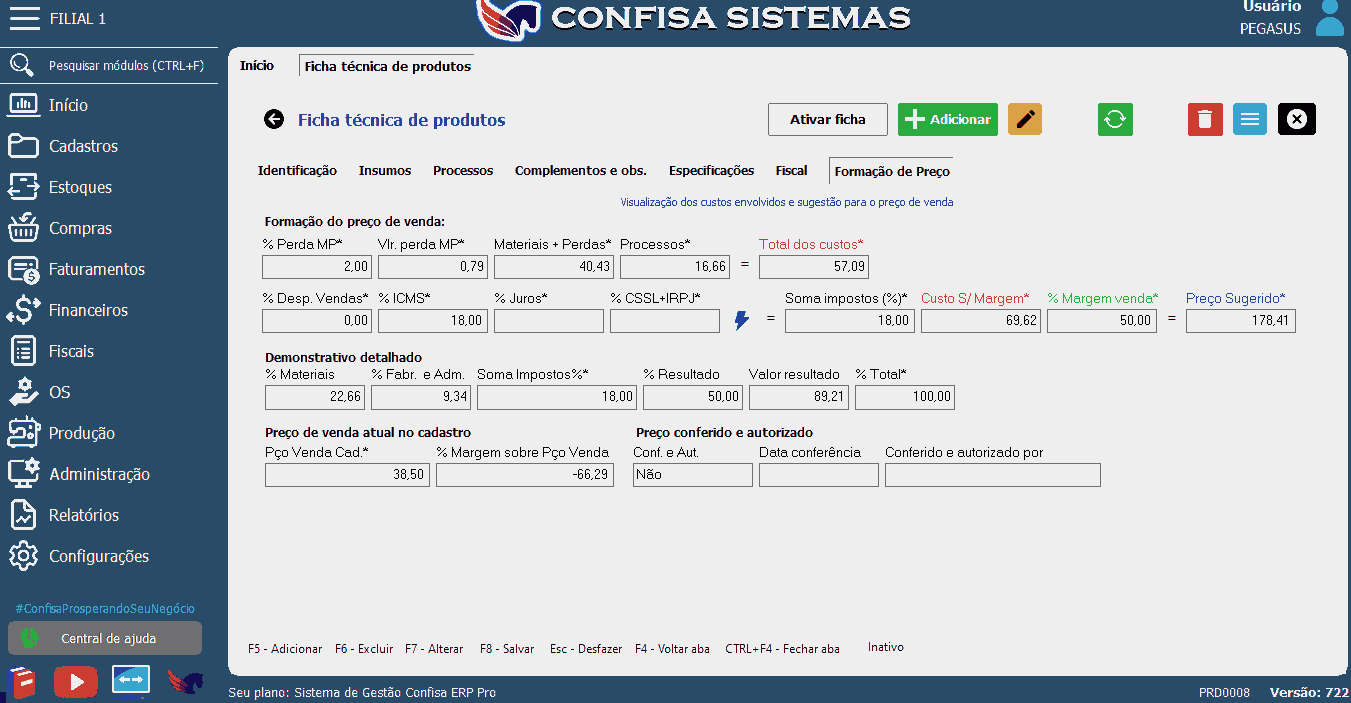 FILIAL 1
CONFISA SISTEMAS
Usuário
PEGASUS
Pesquisar módulos (CTRL+F)
Início
Cadastros
Estoques
Compras
Faturamentos
Financeiros
Fiscais
OS
Produção
Administração
Relatórios
Configurações
#ConfisaProsperandoSeuNegócio
Central de ajuda
Início Ficha técnica de produtos
Ficha técnica de produtos
Ativar ficha Adicionar
Identificação Insumos Processos Complementos e obs. Especificações Fiscal Formação de Preço
Visualização dos custos envolvidos e sugestão para o preço de venda
Formação do preço de venda:
% Perda MP* Vlr. perda MP* Materiais + Perdas* Processos* Total dos custos*
2,00 0,79 40,43 16,66 = 57,09
% Desp. Vendas* % ICMS* % Juros* % CSSL+IRPJ* Soma impostos (%)* Custo S/ Margem* % Margem venda* Preço Sugerido*
0,00 18,00 = 18,00 69,62 50,00 = 178,41
Demonstrativo detalhado
% Materiais % Fabr. e Adm. Soma Impostos%* % Resultado Valor resultado % Total*
22,66 9,34 18,00 50,00 89,21 100,00
Preço de venda atual no cadastro Preço conferido e autorizado
Pço Venda Cad.* % Margem sobre Pço Venda Conf. e Aut. Data conferência Conferido e autorizado por
38,50 -66,29 Não
F5 - Adicionar F6 - Excluir F7 - Alterar F8 - Salvar Esc - Desfazer F4 - Voltar aba CTRL+F4 - Fechar aba Inativo
Seu plano: Sistema de Gestão Confisa ERP Pro PRD0008 Versão: 722